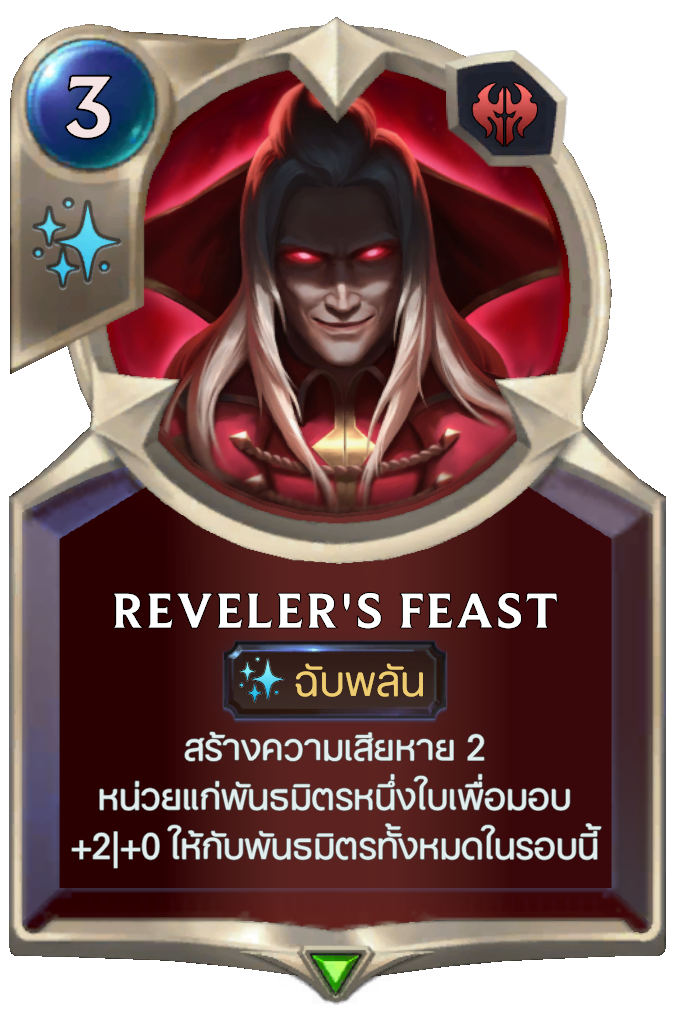 3
REVELER'S FEAST
ฉับพลัน
สร้างความเสียหาย 2
หน่วยแก่พันธมิตรหนึ่งใบเพื่อมอบ
+2|+0 ให้กับพันธมิตรทั้งหมดในรอบนี้